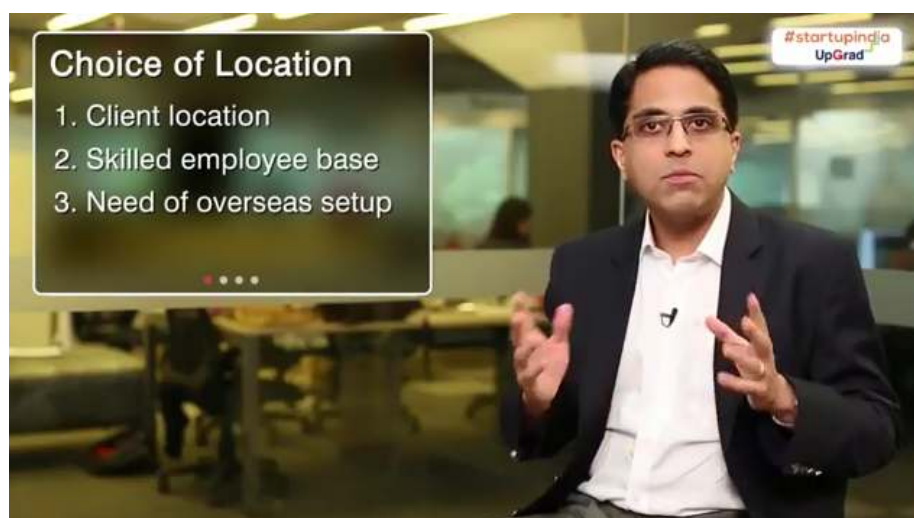 Choice of Location
1. Client location
2. Skilled employee base
3. Need of overseas setup
#startupindia
UpGrad